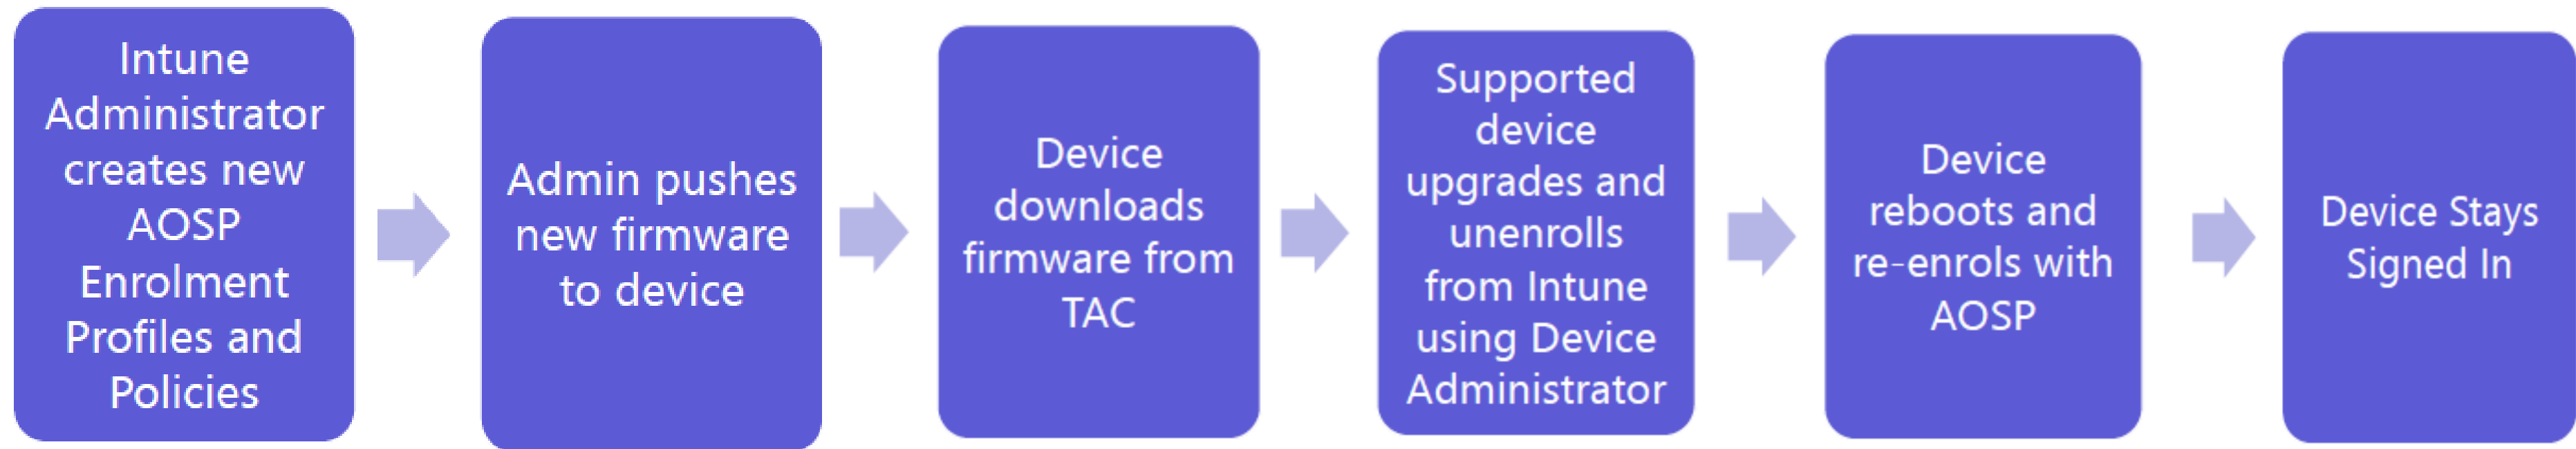 Intune
Administrator
creates new
AOSP
Enrolment
Profiles and
Policies
Admin pushes
new firmware
to device
Device
downloads
firmware from
TAC
Supported
device
upgrades and
unenrolls
from Intune
using Device
Administrator
Device
reboots and
re-enrols with
AOSP
Device Stays
Signed In